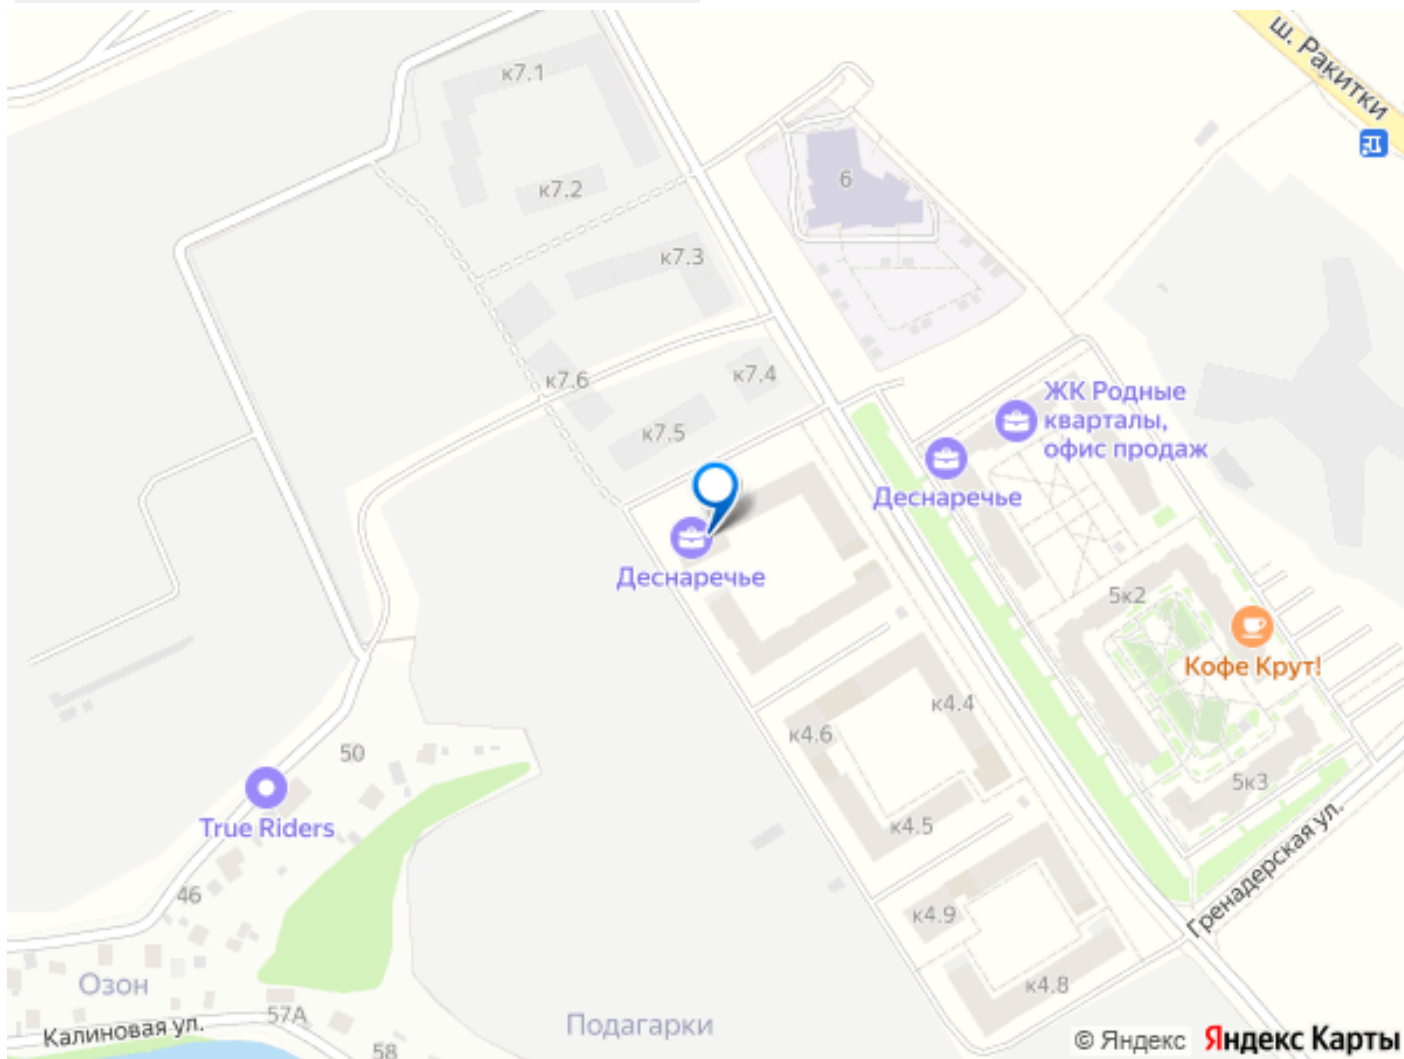 ш. Ракитки
к7.1
6
к7.2
к7.3
к7.4
к7.6
ЖК Родные
кварталы,
офис продаж
к7.5
Деснаречье
Деснаречье
5к2
Кофе Крут!
к4.4
к4.6
50
5к3
True Riders
к4.5
Гренадерская ул.
46
к4.9
Озон
к4.8
57А
Подагарки
Калиновая ул.
58
© Яндекс Яндекс Карты